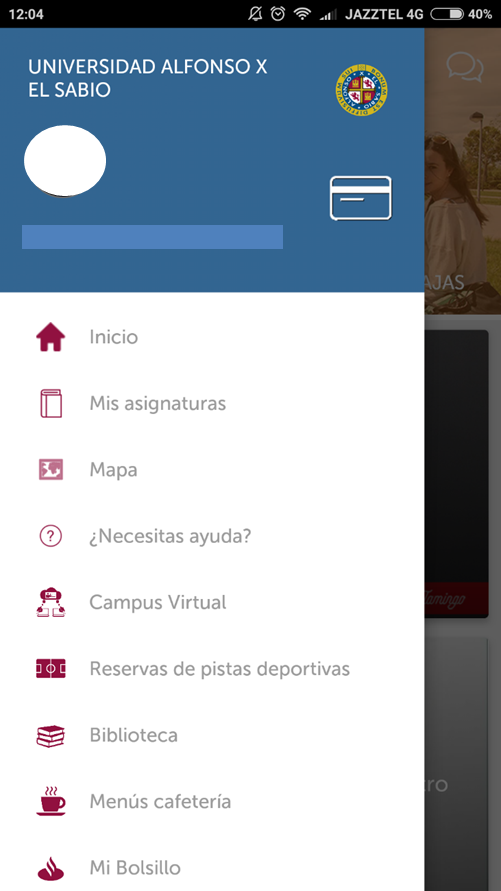 12:04
JAZZTEL 4G
40%
UNIVERSIDAD ALFONSO X
EL SABIO
AJAS
Inicio
Mis asignaturas
Mapa
¿Necesitas ayuda?
Campus Virtual
Reservas de pistas deportivas
Biblioteca
Menús cafetería
Mi Bolsillo